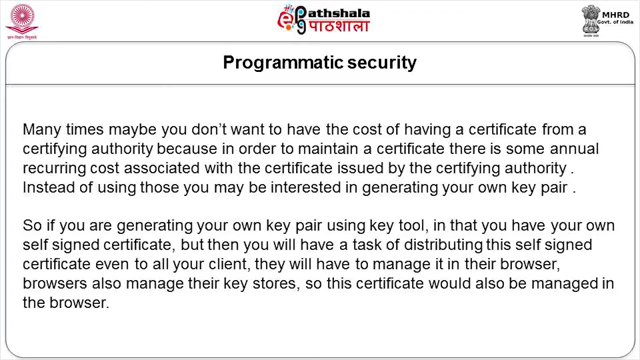 Pathshala
पाठशाला
MHRD
Govt. of India
Programmatic security
Many times maybe you don't want to have the cost of having a certificate from a
certifying authority because in order to maintain a certificate there is some annual
recurring cost associated with the certificate issued by the certifying authority .
Instead of using those you may be interested in generating your own key pair .
So if you are generating your own key pair using key tool, in that you have your own
self signed certificate, but then you will have a task of distributing this self signed
certificate even to all your client, they will have to manage it in their browser,
browsers also manage their key stores, so this certificate would also be managed in
the browser.